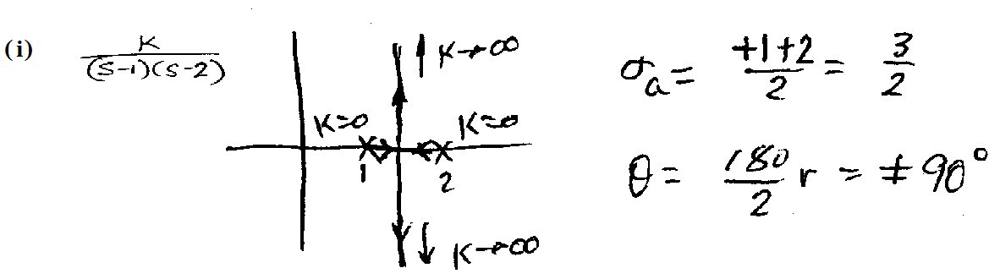 (i) K/((s-1)(s-2))
K→∞
K=0 K=0
1 2
K→∞
σa = (+1+2)/2 = 3/2
θ = 180/2 r = ±90°